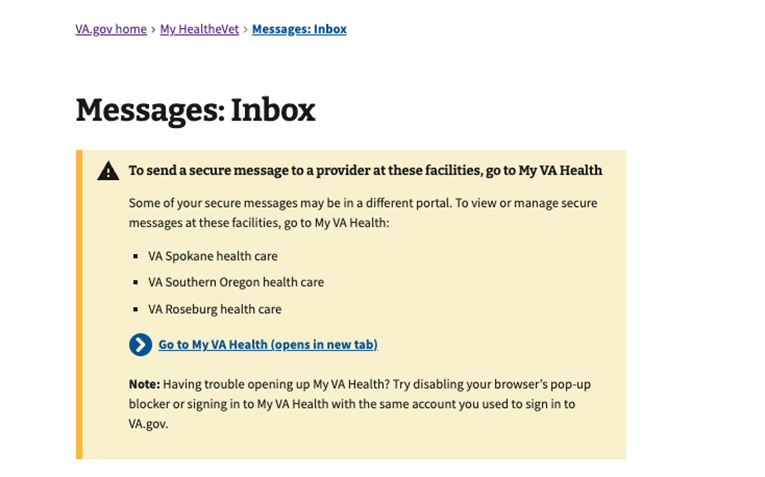 VA.gov home › My HealtheVet › Messages: Inbox
Messages: Inbox
To send a secure message to a provider at these facilities, go to My VA Health
Some of your secure messages may be in a different portal. To view or manage secure
messages at these facilities, go to My VA Health:
▪ VA Spokane health care
▪ VA Southern Oregon health care
▪ VA Roseburg health care
Go to My VA Health (opens in new tab)
Note: Having trouble opening up My VA Health? Try disabling your browser’s pop-up
blocker or signing in to My VA Health with the same account you used to sign in to
VA.gov.